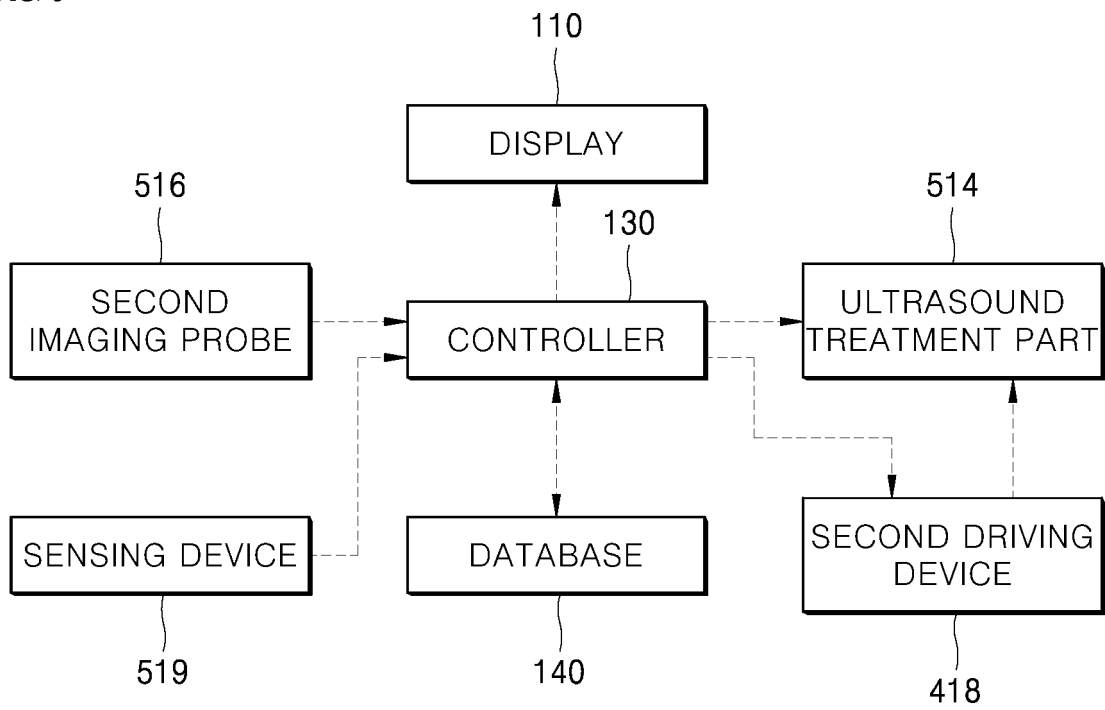 110
DISPLAY
516
130
514
SECOND
IMAGING PROBE
CONTROLLER
ULTRASOUND
TREATMENT PART
SENSING DEVICE
DATABASE
SECOND DRIVING
DEVICE
519
140
418